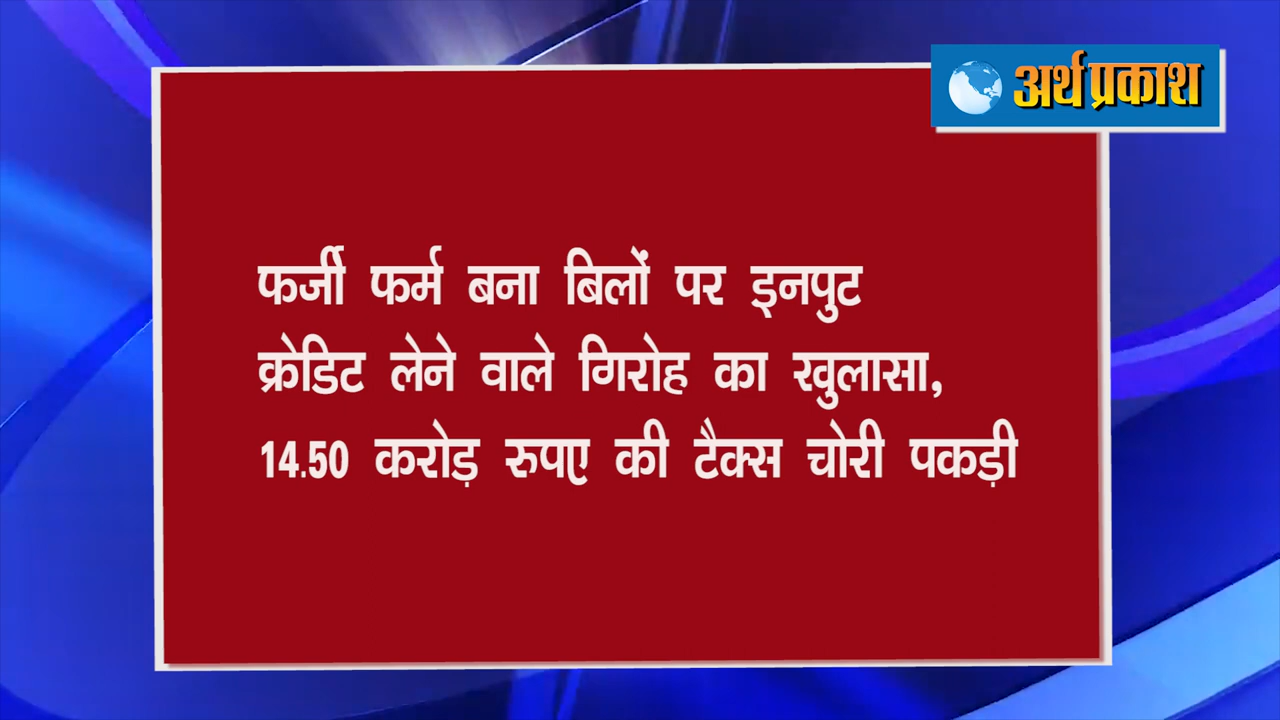 अर्थ प्रकाश
फर्जी फर्म बना बिलों पर इनपुट
क्रेडिट लेने वाले गिरोह का खुलासा,
14.50 करोड़ रुपए की टैक्स चोरी पकड़ी